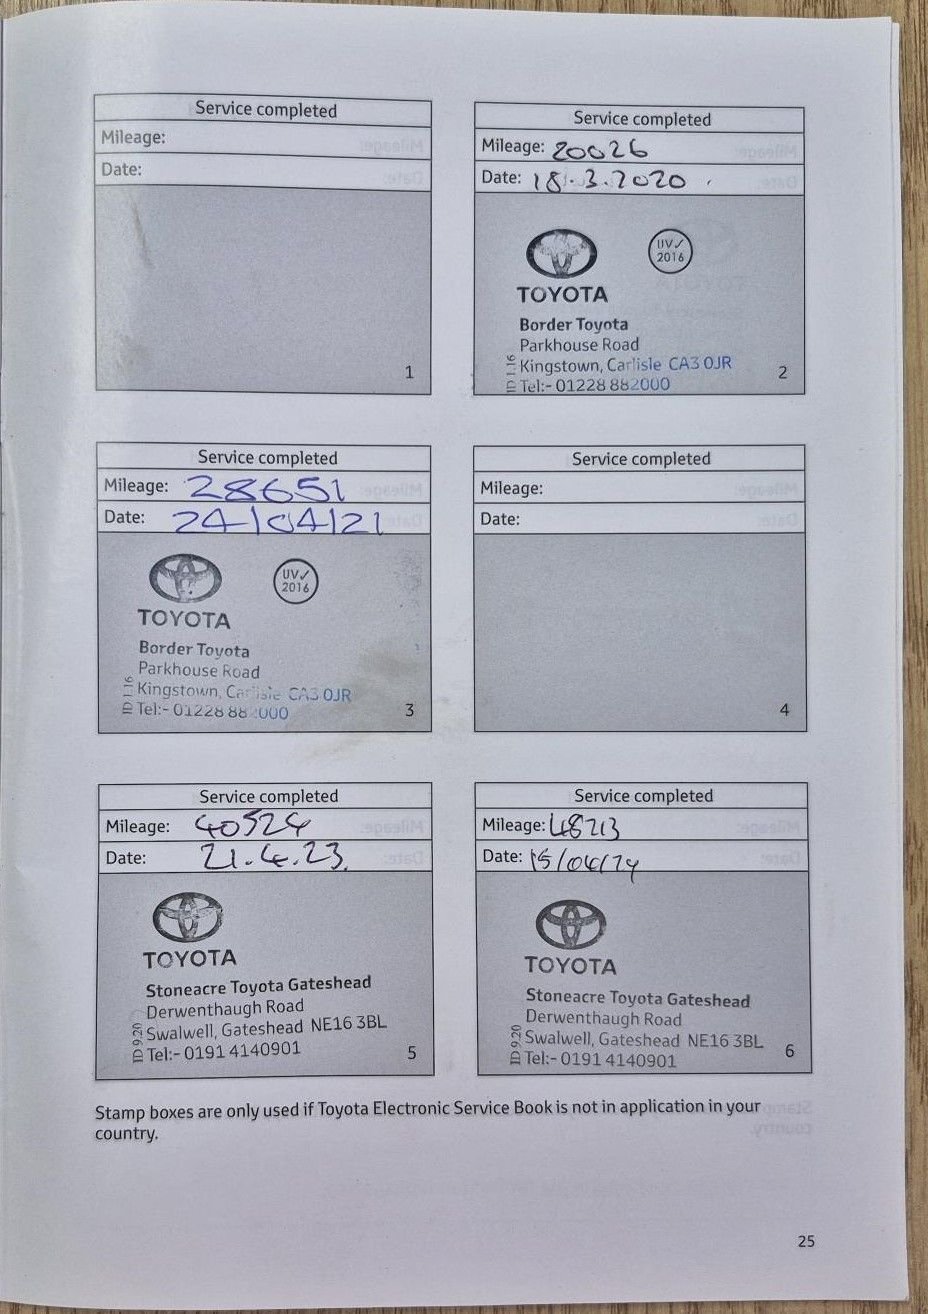 Service completed
Mileage:
Date:
1
Service completed
Mileage: 20026
Date: 18.3.2020
UV✓
2016
TOYOTA
Border Toyota
Parkhouse Road
Kingstown, Carlisle CA3 0JR
Tel:- 01228 882000
ID 1.16
2
Service completed
Mileage: 28651
Date: 24/04/21
UV✓
2016
TOYOTA
Border Toyota
Parkhouse Road
Kingstown, Carlisle CA3 0JR
Tel:- 01228 882000
ID 1.16
3
Service completed
Mileage:
Date:
4
Service completed
Mileage: 40524
Date: 21.4.23.
TOYOTA
Stoneacre Toyota Gateshead
Derwenthaugh Road
Swalwell, Gateshead NE16 3BL
Tel:- 0191 4140901
ID 9.20
5
Service completed
Mileage: 48213
Date: 15/04/24
TOYOTA
Stoneacre Toyota Gateshead
Derwenthaugh Road
Swalwell, Gateshead NE16 3BL
Tel:- 0191 4140901
ID 9.20
6
Stamp boxes are only used if Toyota Electronic Service Book is not in application in your
country.
25